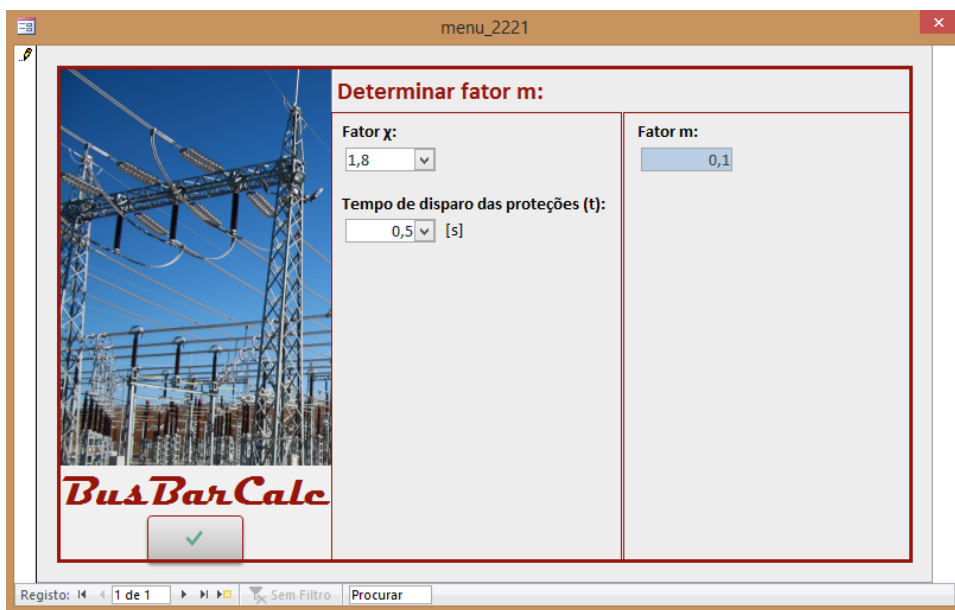 menu_2221
Determinar fator m:
Fator χ:
1,8
Tempo de disparo das proteções (t):
0,5 [s]
Fator m:
0,1
BusBarCalc
Registo: 1 de 1 Sem Filtro Procurar